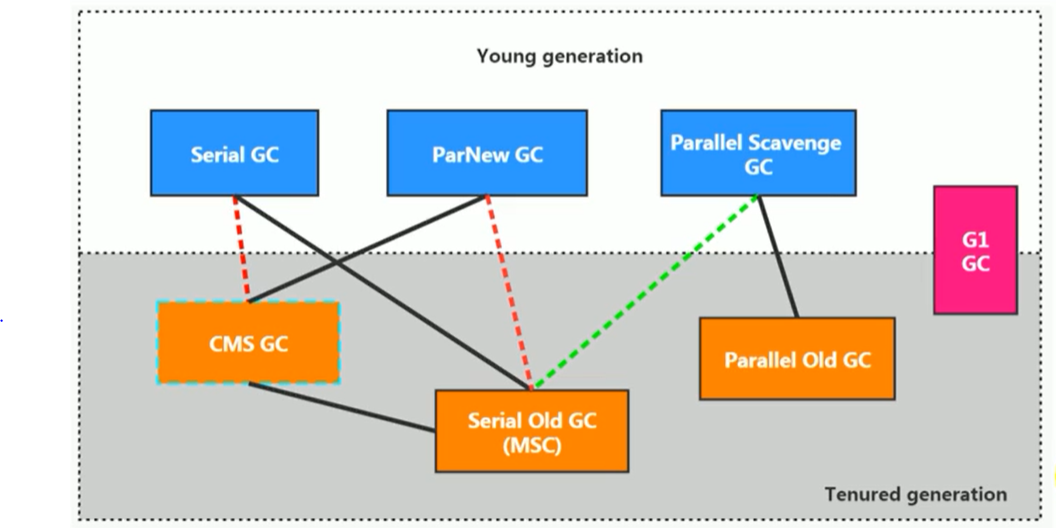 Young generation
Serial GC
ParNew GC
Parallel Scavenge
GC
G1
GC
CMS GC
Parallel Old GC
Serial Old GC
(MSC)
Tenured generation